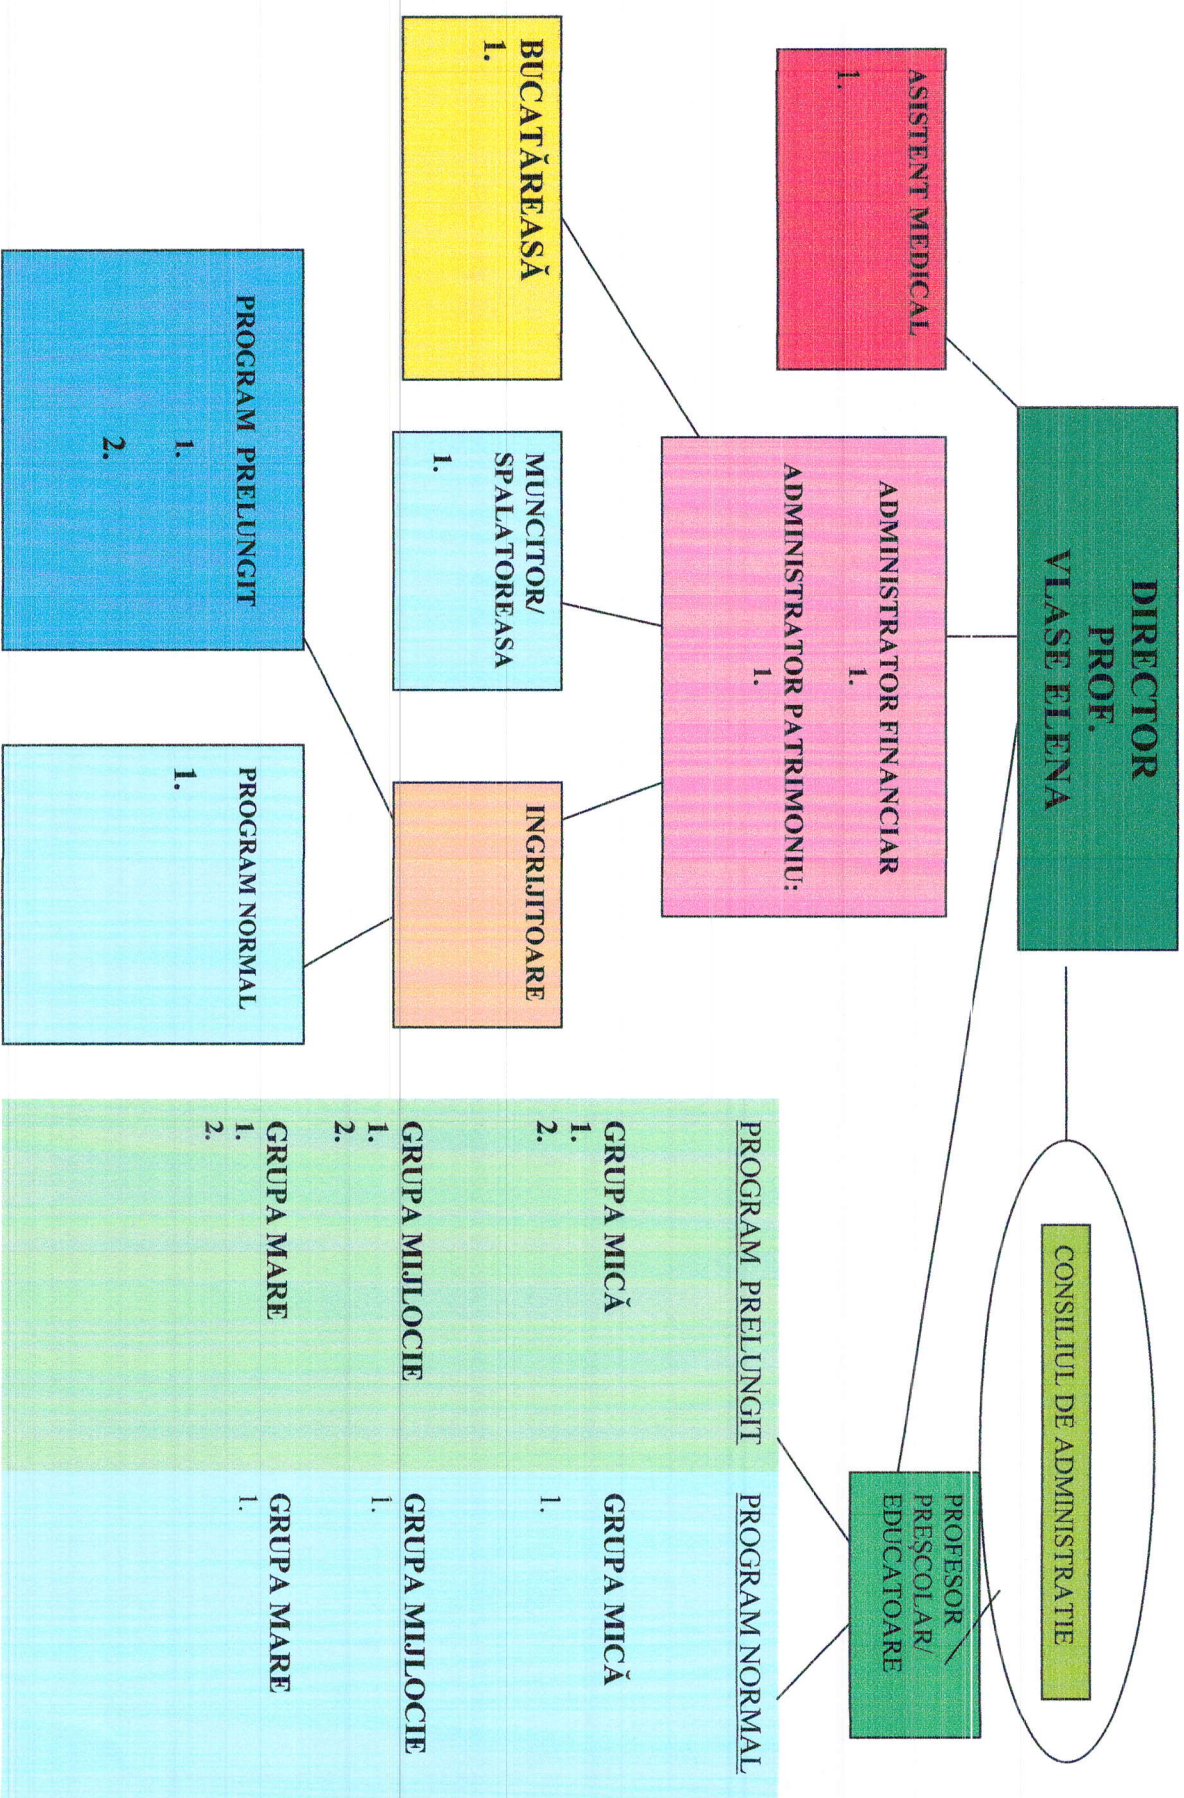 DIRECTOR
PROF.
VLASE ELENA
CONSILIUL DE ADMINISTRATIE
ASISTENT MEDICAL
1.
ADMINISTRATOR FINANCIAR
1.
ADMINISTRATOR PATRIMONIU:
1.
PROFESOR
PREŞCOLAR/
EDUCATOARE
BUCATĂREASĂ
1.
MUNCITOR/
SPALATOREASA
1.
INGRIJITOARE
PROGRAM PRELUNGIT
1.
2.
PROGRAM NORMAL
1.
PROGRAM PRELUNGIT
GRUPA MICĂ
1.
2.
GRUPA MIJLOCIE
1.
2.
GRUPA MARE
1.
2.
PROGRAM NORMAL
GRUPA MICĂ
1.
GRUPA MIJLOCIE
1.
GRUPA MARE
1.